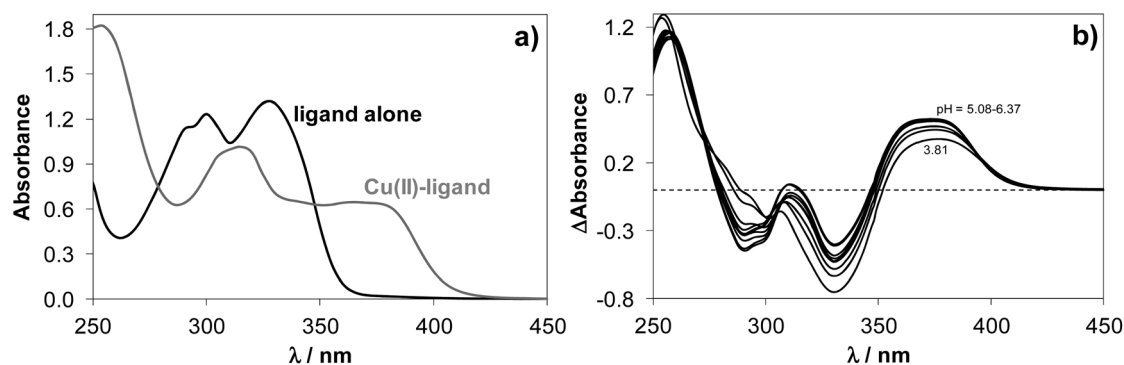 a)
1.8
1.5
1.2
0.9
0.6
0.3
0.0
Absorbance
ligand alone
Cu(II)-ligand
250 300 350 400 450
λ / nm
b)
1.2
0.7
0.2
-0.3
-0.8
ΔAbsorbance
pH = 5.08-6.37
3.81
250 300 350 400 450
λ / nm